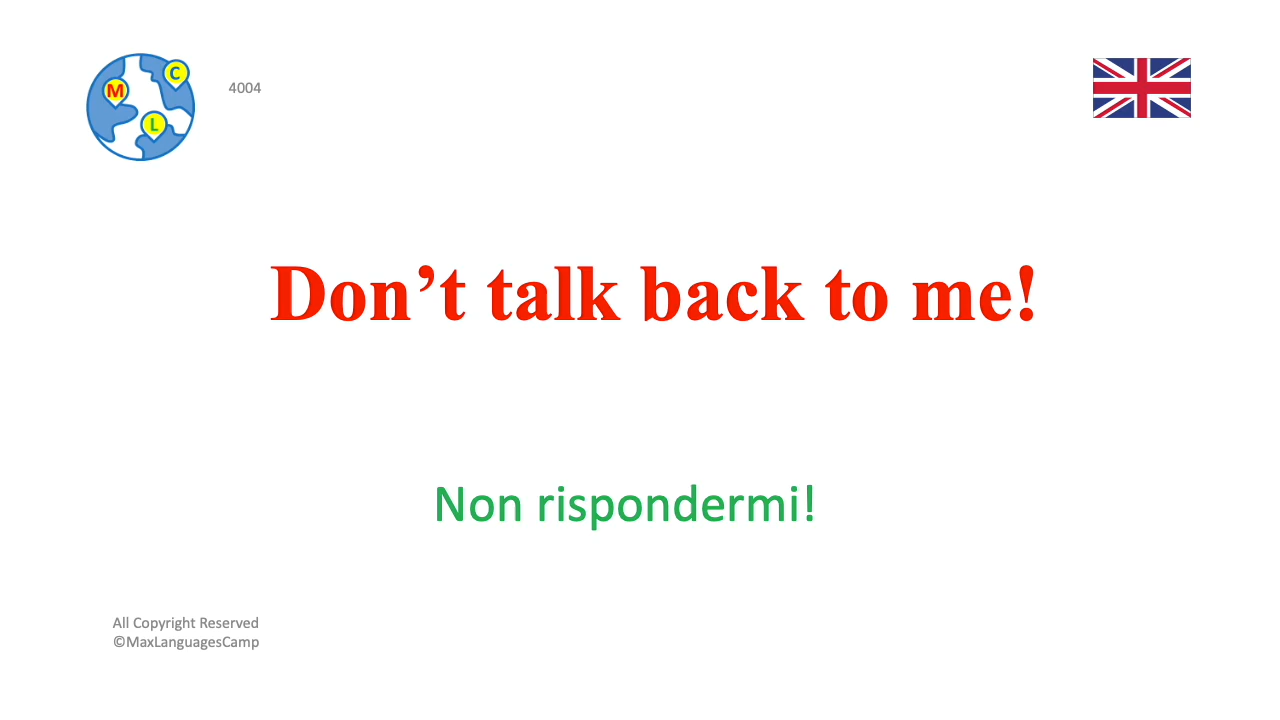 C
M
L
4004
Don’t talk back to me!
Non rispondermi!
All Copyright Reserved
©MaxLanguagesCamp